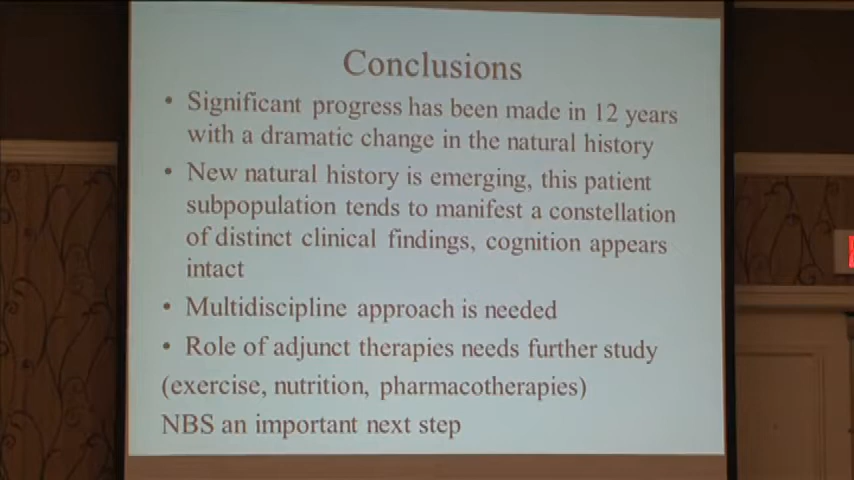 Conclusions
• Significant progress has been made in 12 years
with a dramatic change in the natural history
• New natural history is emerging, this patient
subpopulation tends to manifest a constellation
of distinct clinical findings, cognition appears
intact
• Multidiscipline approach is needed
• Role of adjunct therapies needs further study
(exercise, nutrition, pharmacotherapies)
NBS an important next step